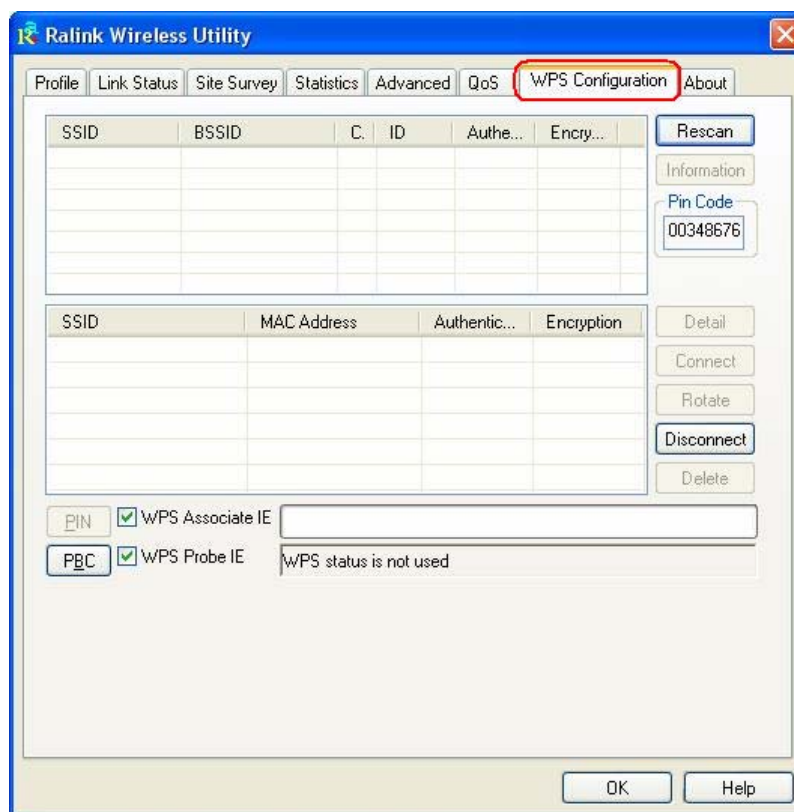 Ralink Wireless Utility
Profile Link Status Site Survey Statistics Advanced QoS WPS Configuration About
SSID BSSID C. ID Authe... Encry...
Rescan
Information
Pin Code
00348676
SSID MAC Address Authentic... Encryption
Detail
Connect
Rotate
Disconnect
Delete
PIN WPS Associate IE
PBC WPS Probe IE WPS status is not used
OK Help